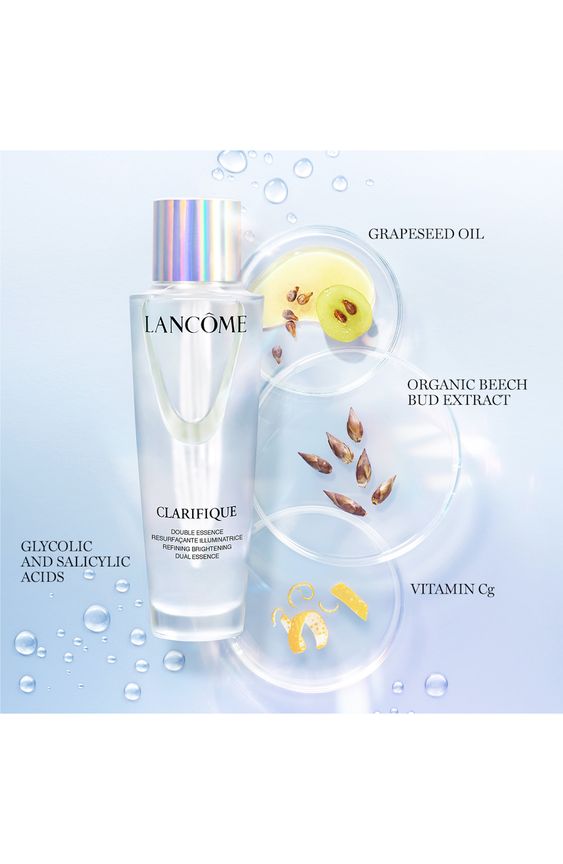 GRAPESEED OIL
LANCÔME
ORGANIC BEECH
BUD EXTRACT
CLARIFIQUE
DOUBLE ESSENCE
RESURFAÇANTE ILLUMINATRICE
REFINING BRIGHTENING
DUAL ESSENCE
GLYCOLIC
AND SALICYLIC
ACIDS
VITAMIN Cg